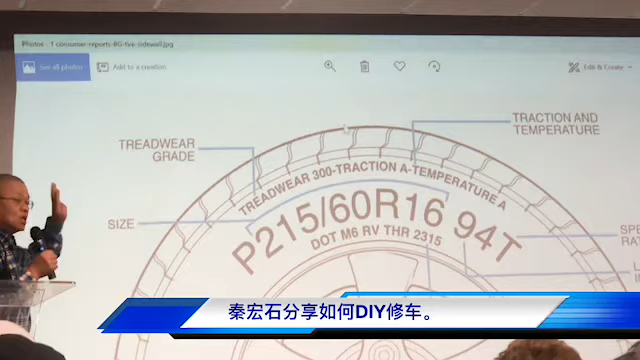 Photos - 1 consumer-reports-BG-tire-sidewall.jpg
See all photos
Add to a creation
Edit & Create
TRACTION AND
TEMPERATURE
TREADWEAR
GRADE
TREADWEAR 300-TRACTION A-TEMPERATURE A
SIZE
P215/60R16 94T
DOT M6 RV THR 2315
SPE
RAT
L
秦宏石分享如何DIY修车。